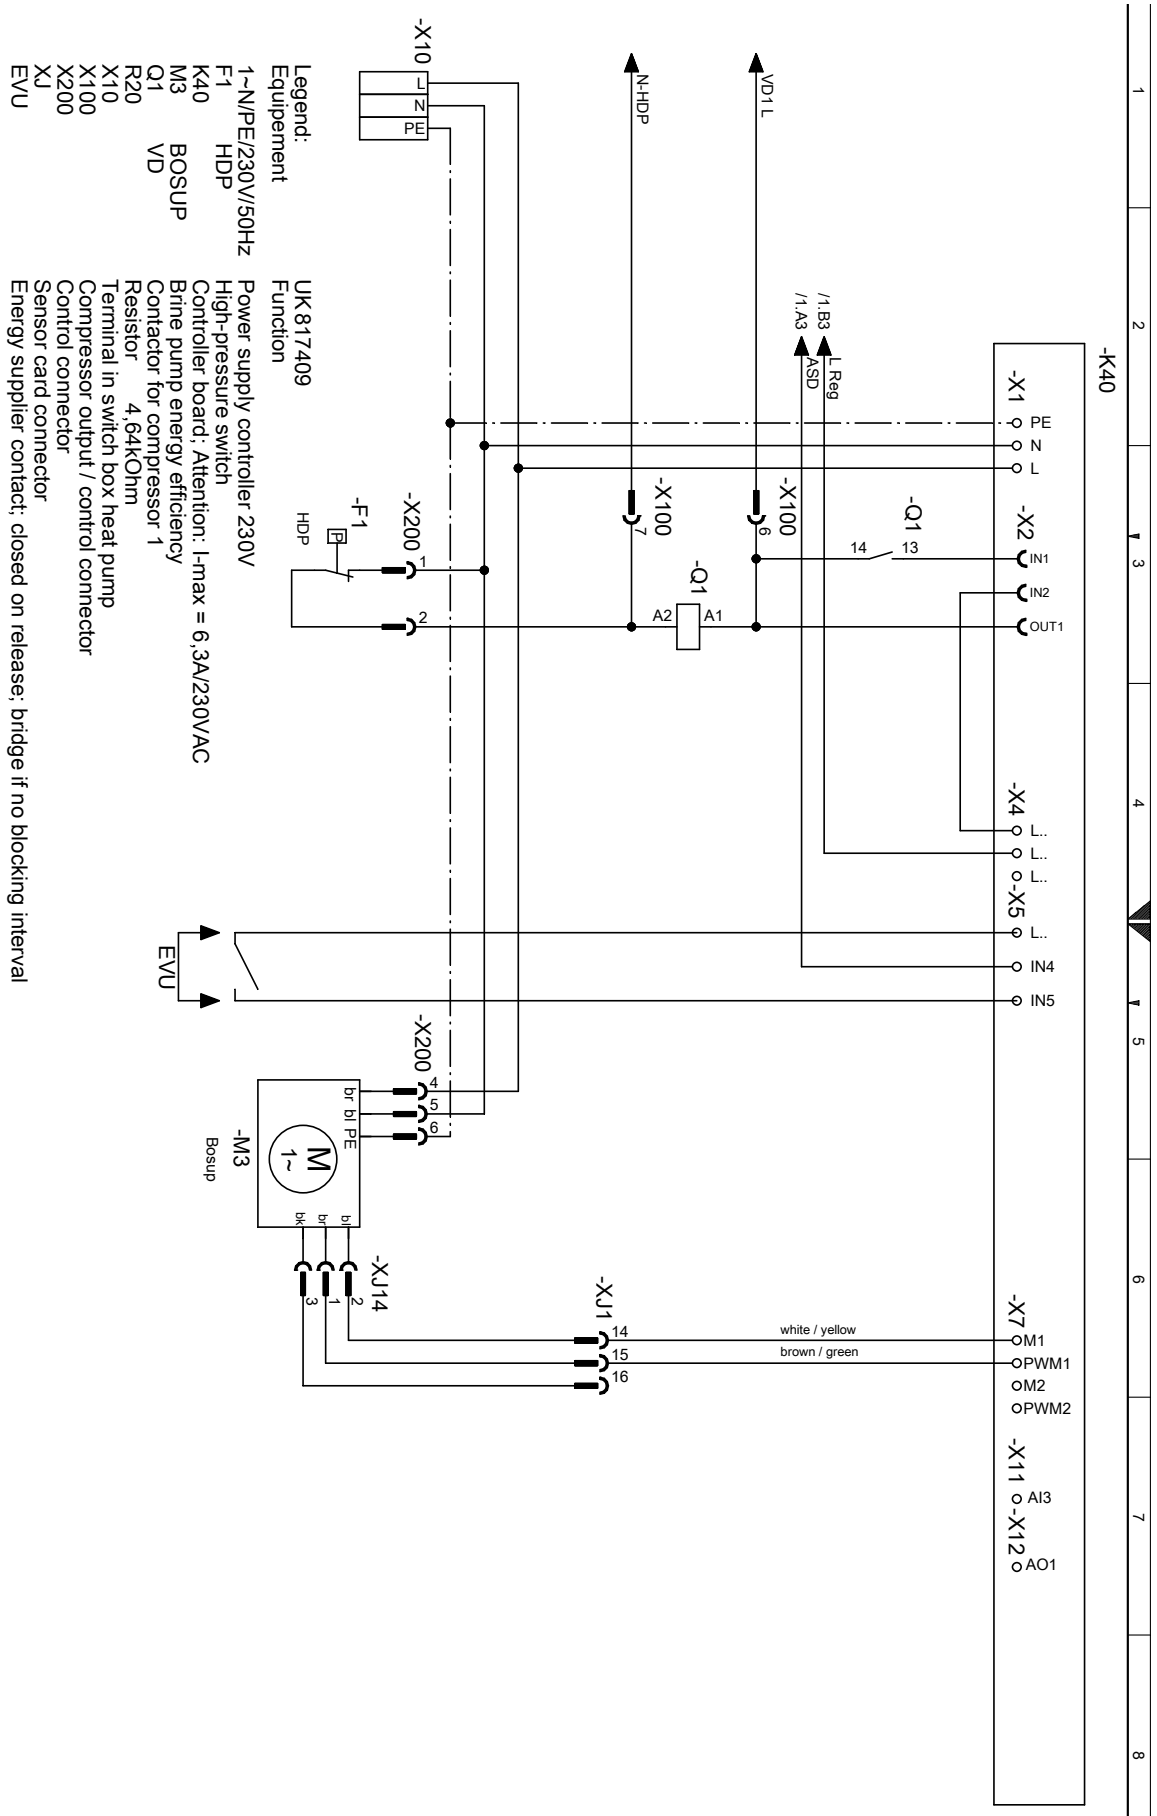 1
2
3
4
5
6
7
8
-K40
-X1
PE
N
L
-X2
IN1
IN2
OUT1
-X4
L..
L..
L..
-X5
L..
IN4
IN5
-X7
M1
PWM1
M2
PWM2
-X11
AI3
-X12
AO1
-Q1
14
13
/1.B3
L Reg
/1.A3
ASD
VD1 L
-X100
6
N-HDP
-X100
7
-Q1
A2
A1
white / yellow
brown / green
-XJ1
14
15
16
-X10
L
N
PE
-X200
1
2
-F1
P
HDP
-X200
4
5
6
br
bl
PE
M
1~
-M3
Bosup
bl
br
bk
-XJ14
2
1
3
EVU
Legend: UK817409
Equipement Function
1~N/PE/230V/50Hz Power supply controller 230V
F1 HDP High-pressure switch
K40 Controller board; Attention: I-max = 6,3A/230VAC
M3 BOSUP Brine pump energy efficiency
Q1 VD Contactor for compressor 1
R20 Resistor 4,64kOhm
X10 Terminal in switch box heat pump
X100 Compressor output / control connector
X200 Control connector
XJ Sensor card connector
EVU Energy supplier contact; closed on release; bridge if no blocking interval